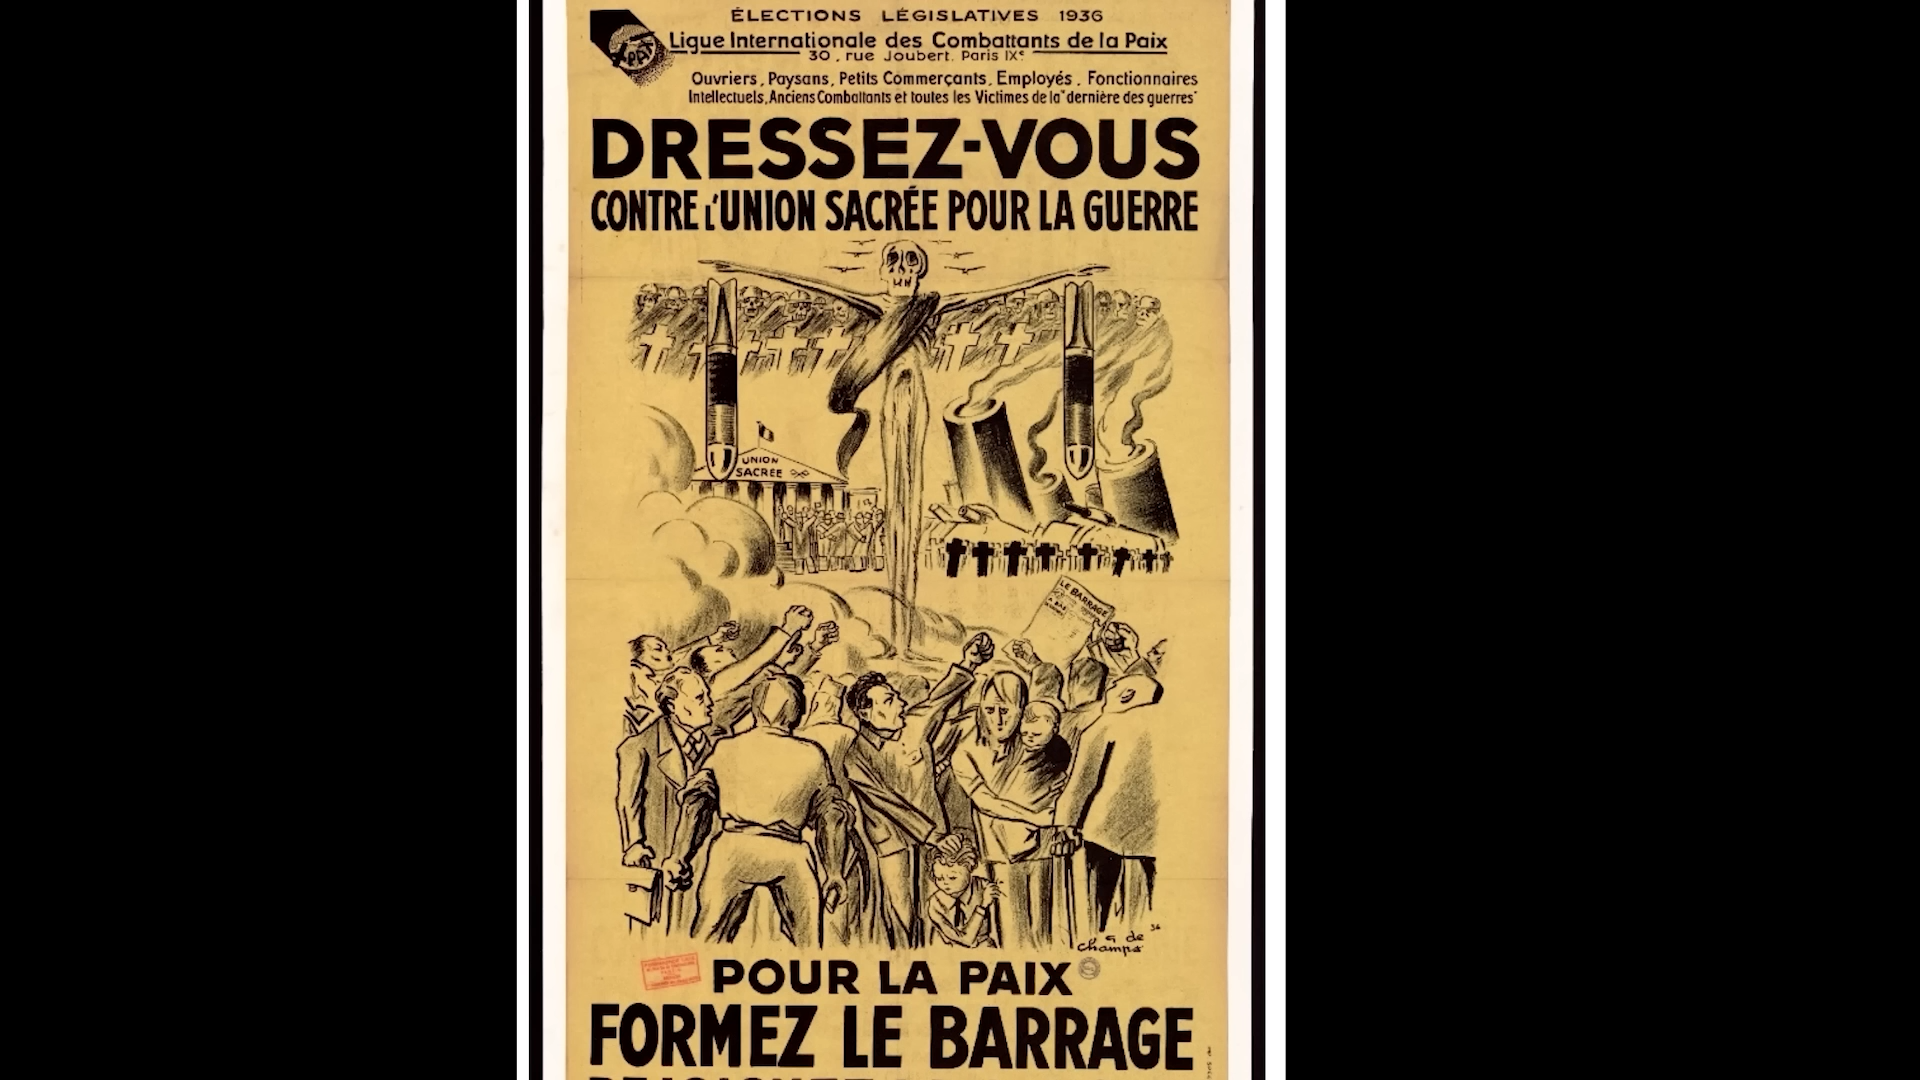 ÉLECTIONS LÉGISLATIVES 1936
Ligue Internationale des Combattants de la Paix
30, rue Joubert. Paris IXe
Ouvriers, Paysans, Petits Commerçants, Employés, Fonctionnaires
Intellectuels, Anciens Combattants et toutes les Victimes de la "dernière des guerres"
DRESSEZ-VOUS
CONTRE L'UNION SACRÉE POUR LA GUERRE
UNION
SACRÉE
LE BARRAGE
G de
Champs
36
POUR LA PAIX
FORMEZ LE BARRAGE